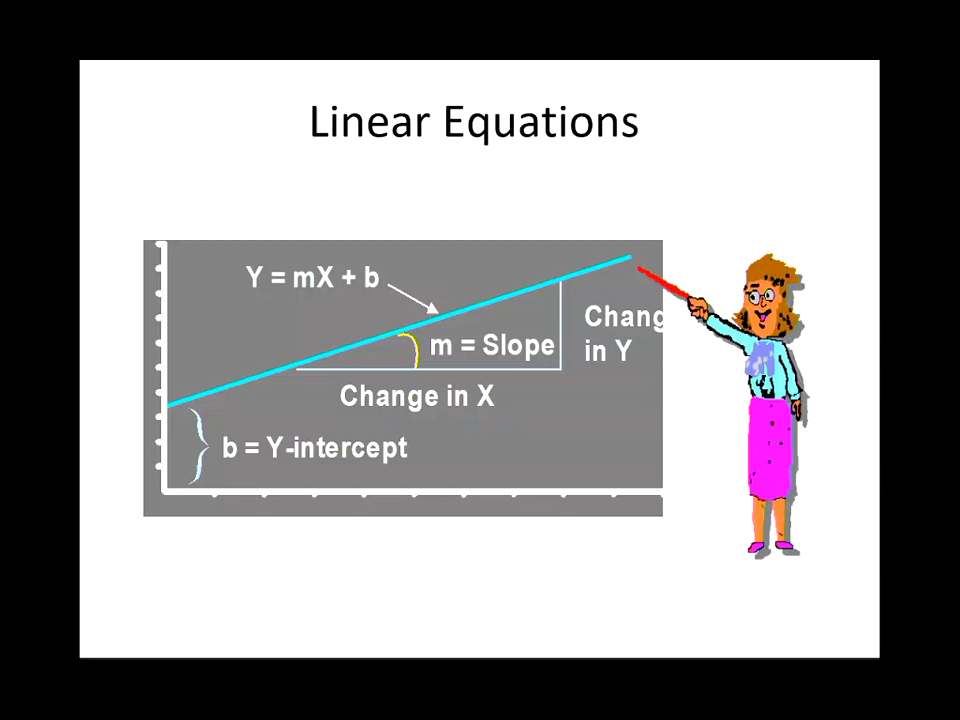 Linear Equations
Y = mX + b
Chang
m = Slope
in Y
Change in X
b = Y-intercept